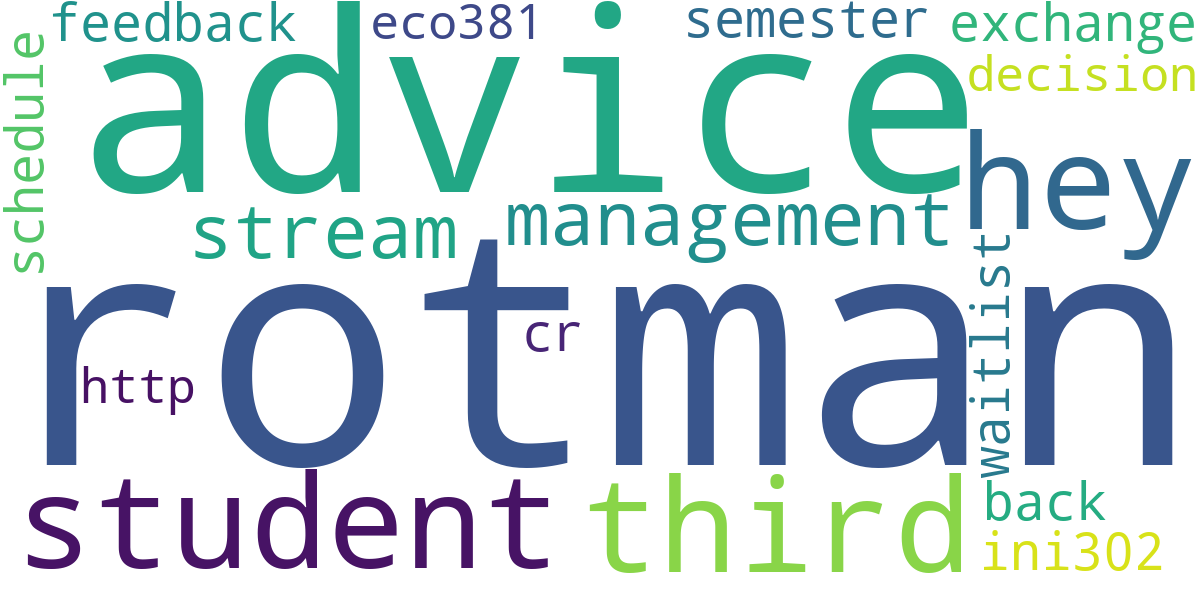 feedback
eco381
semester
exchange
schedule
advice
decision
hey
stream
management
waitlist
rotman
cr
http
student
third
back
ini302